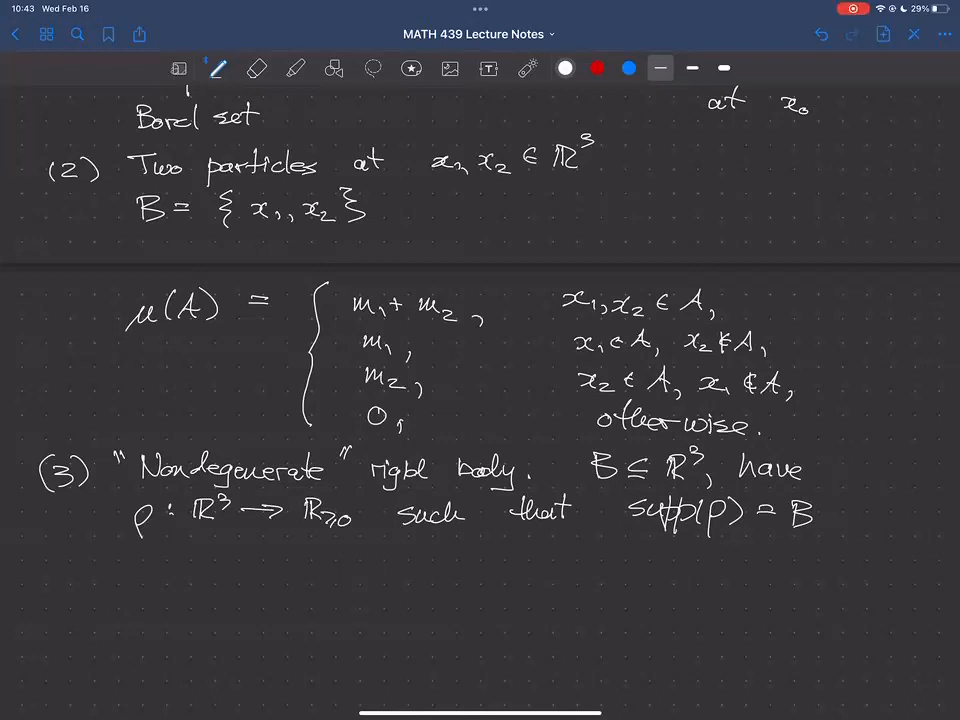 10:43 Wed Feb 16
29%
MATH 439 Lecture Notes
at x₀
Borel set
(2) Two particles at x₁, x₂ ∈ ℝ³
B = { x₁, x₂ }
μ(A) = { m₁ + m₂, x₁, x₂ ∈ A,
m₁, x₁ ∈ A, x₂ ∉ A,
m₂, x₂ ∈ A, x₁ ∉ A,
0, otherwise.
(3) "Nondegenerate" rigid body. B ⊆ ℝ³, have
ρ : ℝ³ → ℝ≥0 such that supp(ρ) = B